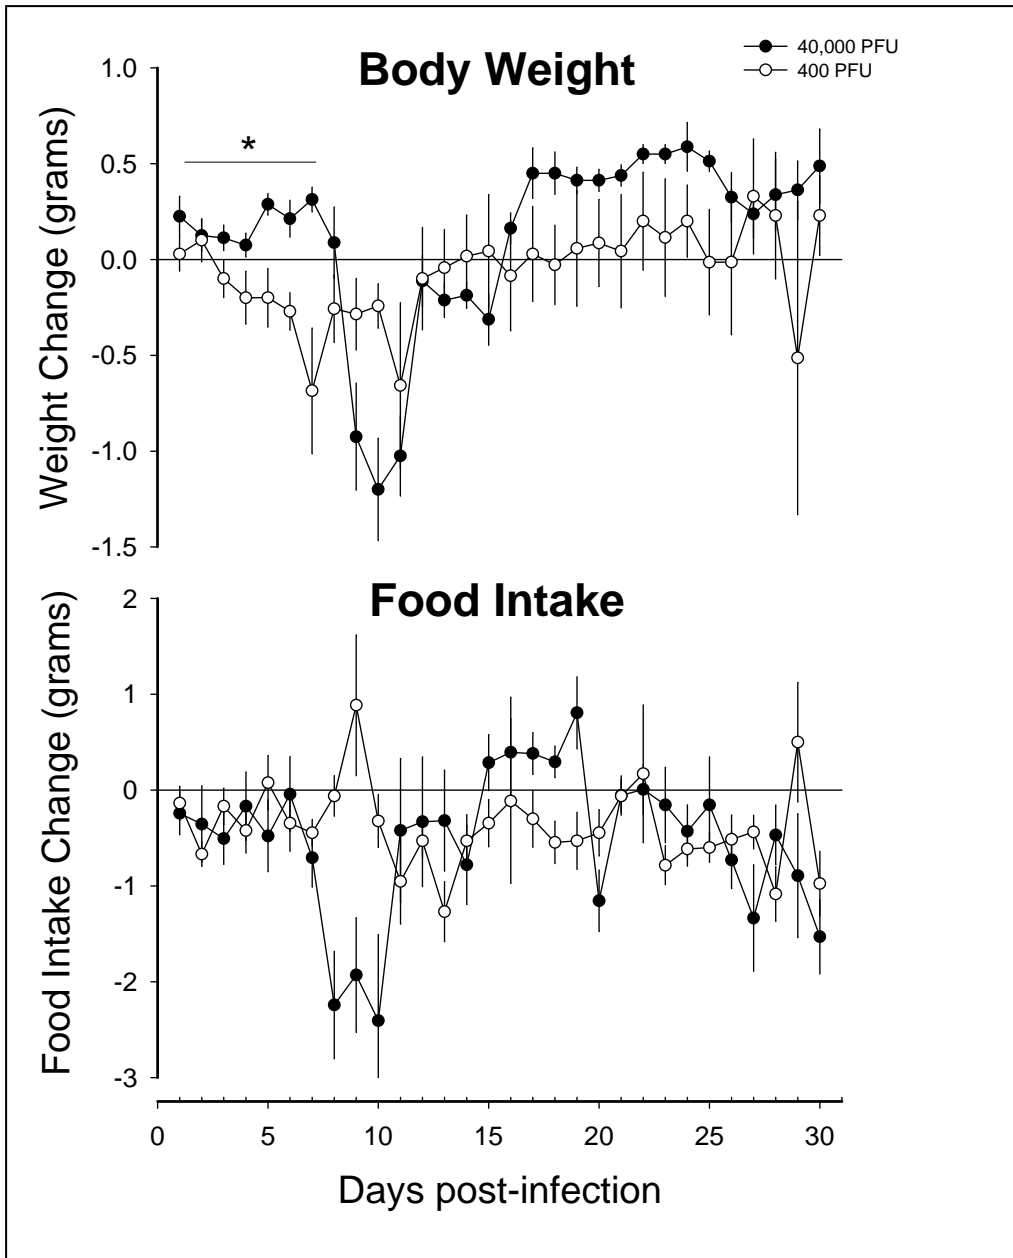 Body Weight
40,000 PFU
400 PFU
Weight Change (grams)
1.0
0.5
0.0
-0.5
-1.0
-1.5
*
Food Intake
Food Intake Change (grams)
2
1
0
-1
-2
-3
0 5 10 15 20 25 30
Days post-infection